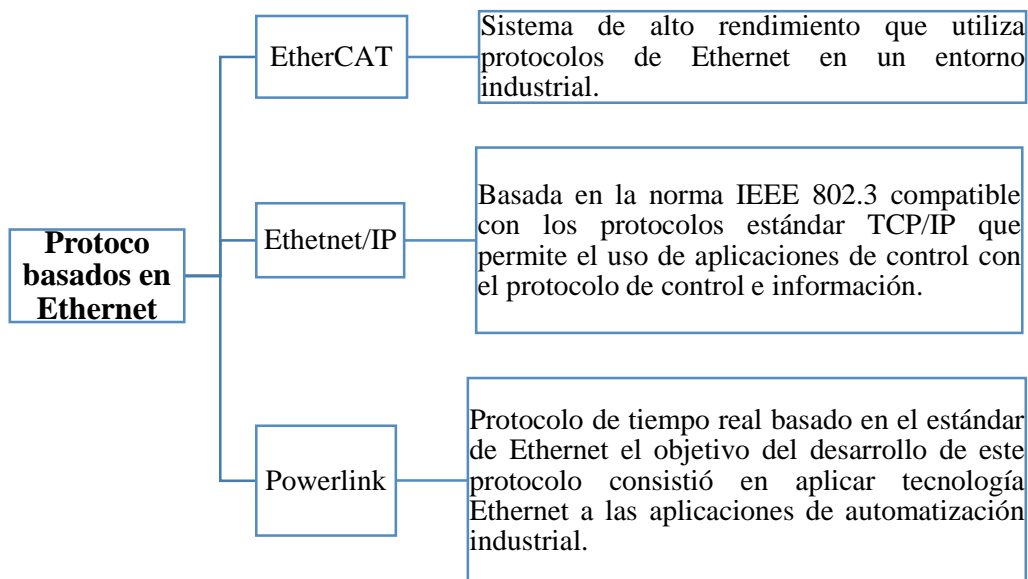 Protoco
basados en
Ethernet
EtherCAT
Sistema de alto rendimiento que utiliza
protocolos de Ethernet en un entorno
industrial.
Ethetnet/IP
Basada en la norma IEEE 802.3 compatible
con los protocolos estándar TCP/IP que
permite el uso de aplicaciones de control con
el protocolo de control e información.
Powerlink
Protocolo de tiempo real basado en el estándar
de Ethernet el objetivo del desarrollo de este
protocolo consistió en aplicar tecnología
Ethernet a las aplicaciones de automatización
industrial.